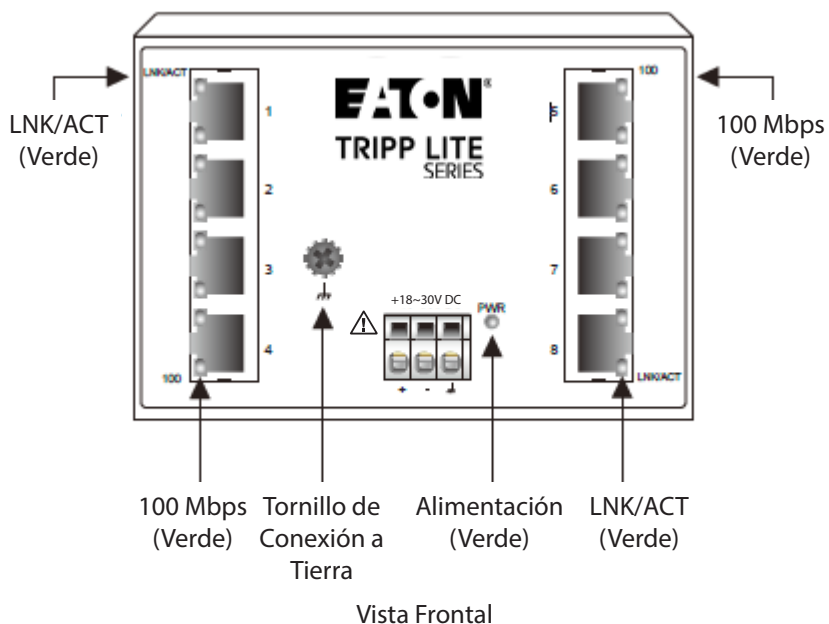 LNK/ACT
100
EATON®
TRIPP LITE
SERIES
LNK/ACT
(Verde)
100 Mbps
(Verde)
1
5
2
6
3
7
+18~30V DC
PWR
4
8
100
LNK/ACT
+
-
100 Mbps
(Verde)
Tornillo de
Conexión a
Tierra
Alimentación
(Verde)
LNK/ACT
(Verde)
Vista Frontal